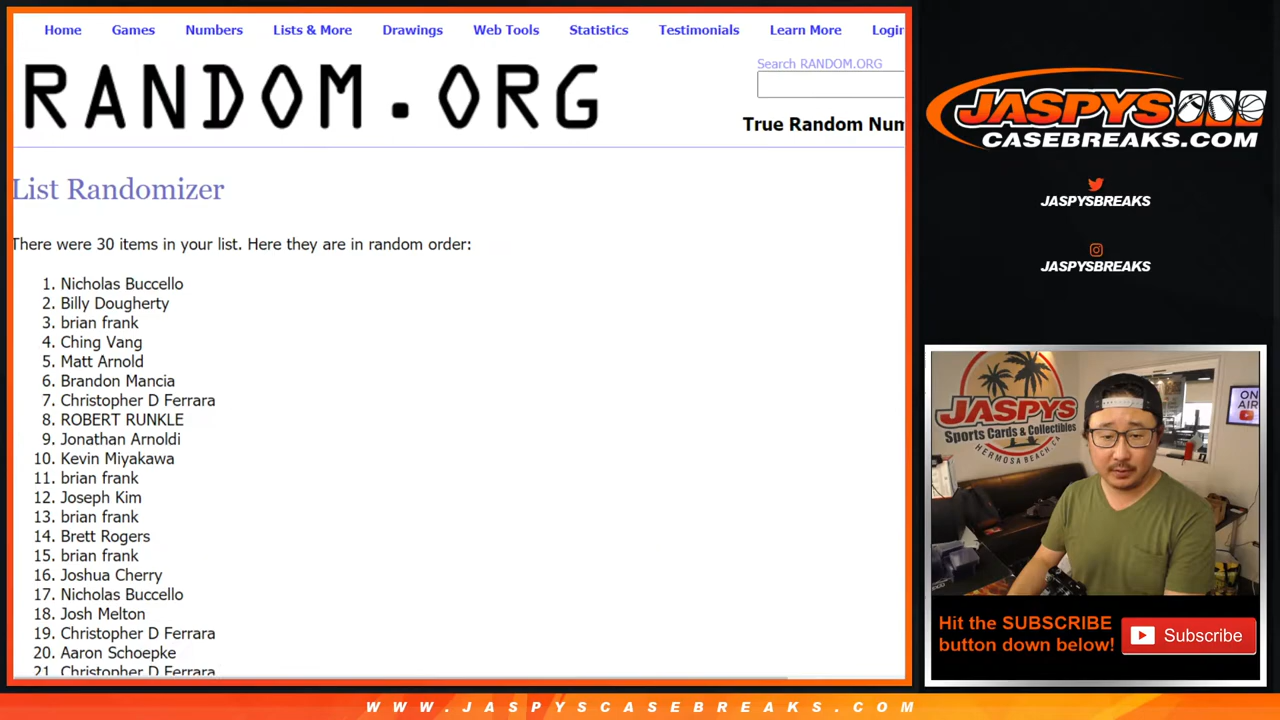 Home Games Numbers Lists & More Drawings Web Tools Statistics Testimonials Learn More Login
RANDOM.ORG
Search RANDOM.ORG
True Random Num
List Randomizer
There were 30 items in your list. Here they are in random order:
1. Nicholas Buccello
2. Billy Dougherty
3. brian frank
4. Ching Vang
5. Matt Arnold
6. Brandon Mancia
7. Christopher D Ferrara
8. ROBERT RUNKLE
9. Jonathan Arnoldi
10. Kevin Miyakawa
11. brian frank
12. Joseph Kim
13. brian frank
14. Brett Rogers
15. brian frank
16. Joshua Cherry
17. Nicholas Buccello
18. Josh Melton
19. Christopher D Ferrara
20. Aaron Schoepke
21. Christopher D Ferrara
JASPYS
CASEBREAKS.COM
JASPYSBREAKS
JASPYSBREAKS
JASPYS
Sports Cards & Collectibles
HERMOSA BEACH, CA
ON
AIR
Hit the SUBSCRIBE
button down below!
Subscribe
WWW.JASPYSCASEBREAKS.COM